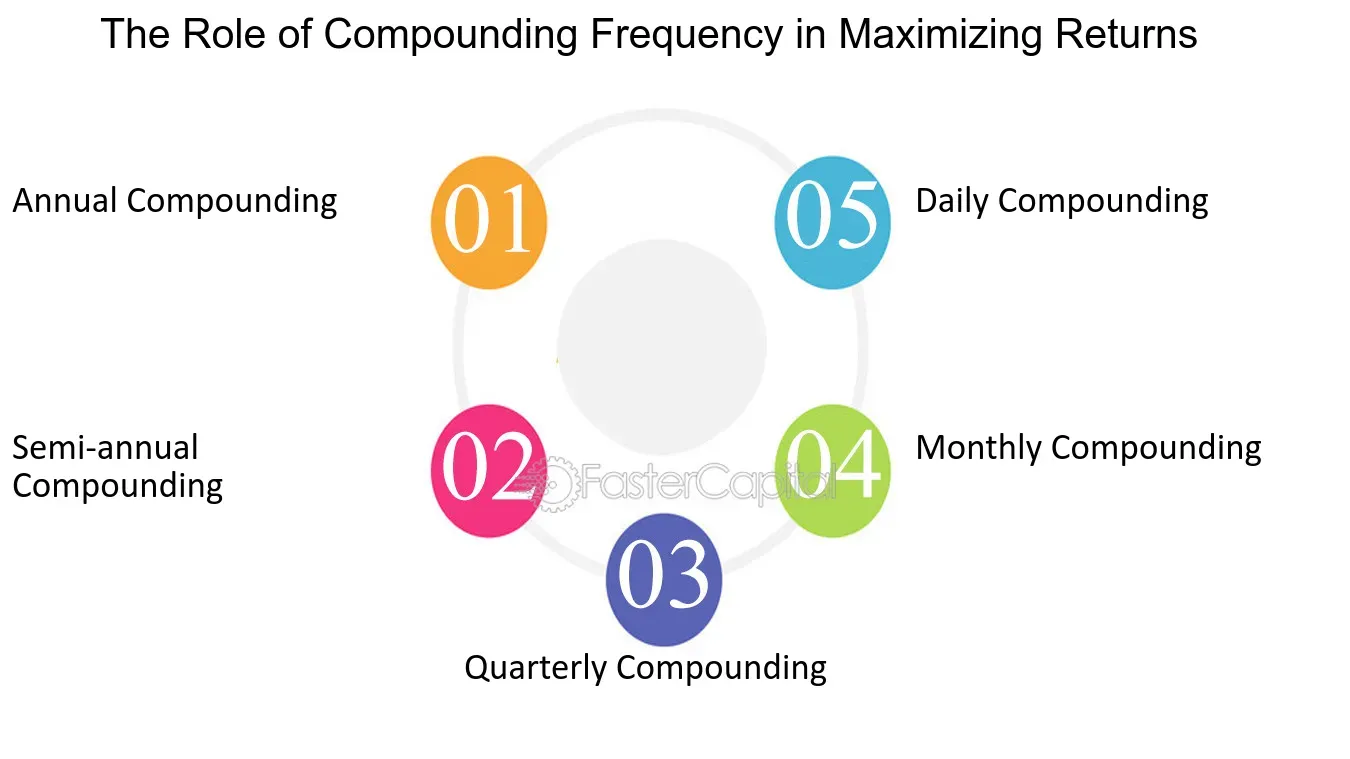 The Role of Compounding Frequency in Maximizing Returns
01
Annual Compounding
02
Semi-annual
Compounding
03
Quarterly Compounding
04
Monthly Compounding
05
Daily Compounding
FasterCapital